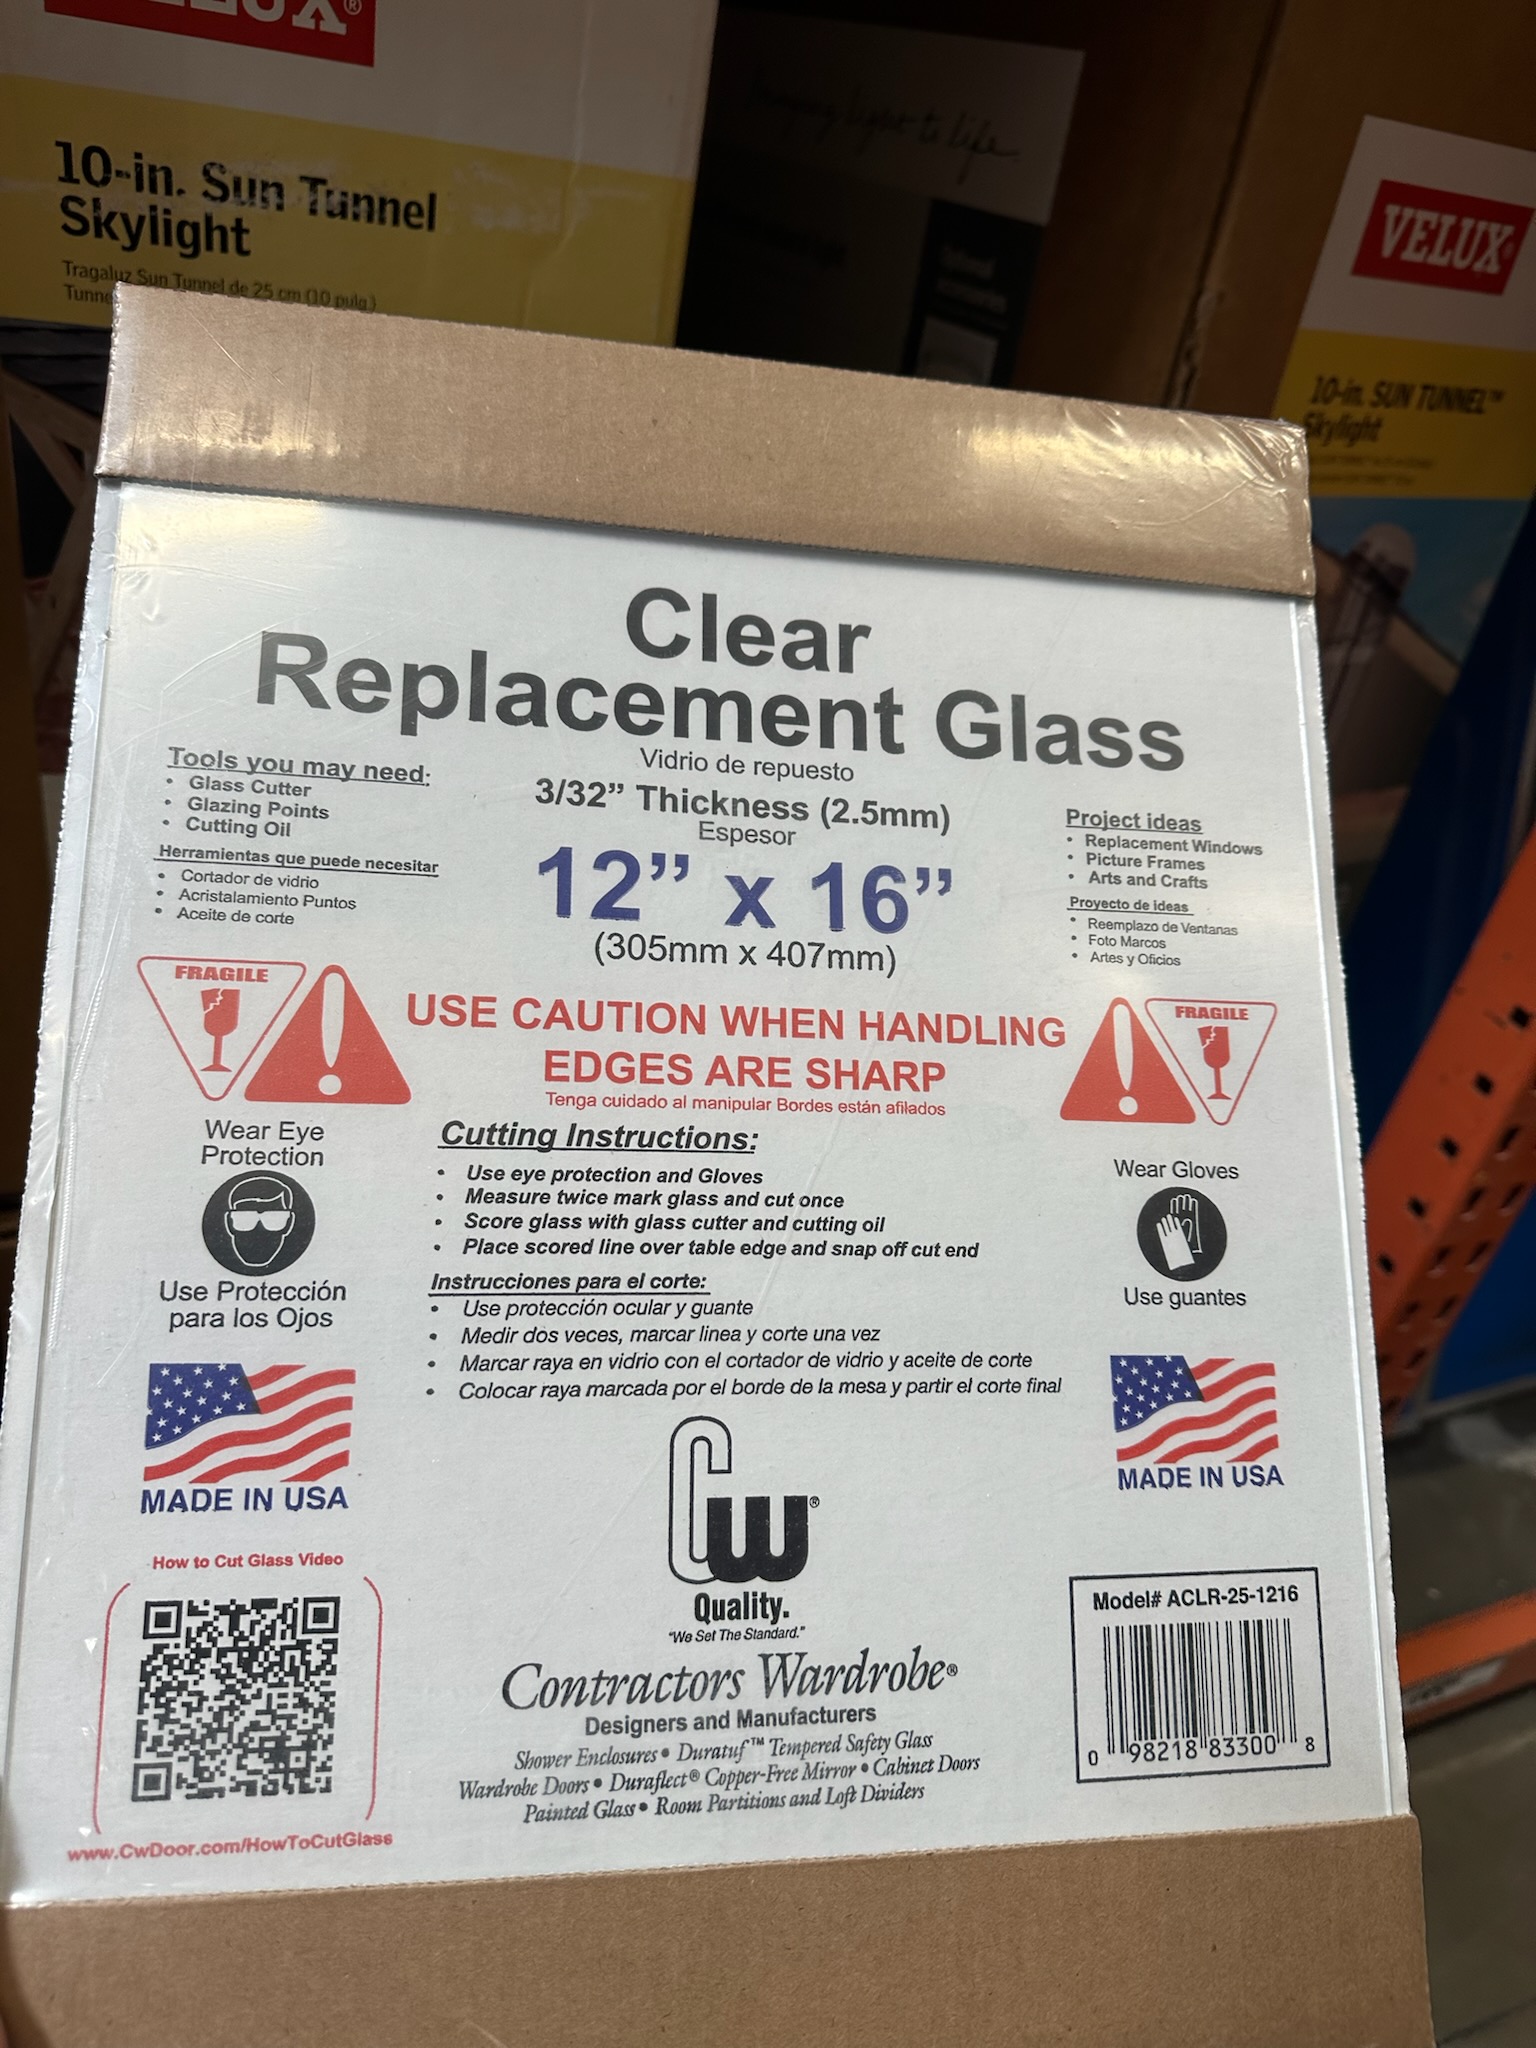 10-in. Sun Tunnel
Skylight
Tragaluz Sun Tunnel de 25 cm (10 pulg.)
light to life.
VELUX
10-in. SUN TUNNEL™
Skylight
Clear
Replacement Glass
Vidrio de repuesto
3/32” Thickness (2.5mm)
Espesor
12” x 16”
(305mm x 407mm)
Tools you may need:
• Glass Cutter
• Glazing Points
• Cutting Oil
Herramientas que puede necesitar
• Cortador de vidrio
• Acristalamiento Puntos
• Aceite de corte
Project ideas
• Replacement Windows
• Picture Frames
• Arts and Crafts
Proyecto de ideas
• Reemplazo de Ventanas
• Foto Marcos
• Artes y Oficios
FRAGILE
USE CAUTION WHEN HANDLING
EDGES ARE SHARP
Tenga cuidado al manipular Bordes están afilados
FRAGILE
Wear Eye
Protection
Use Protección
para los Ojos
Cutting Instructions:
• Use eye protection and Gloves
• Measure twice mark glass and cut once
• Score glass with glass cutter and cutting oil
• Place scored line over table edge and snap off cut end
Instrucciones para el corte:
• Use protección ocular y guante
• Medir dos veces, marcar linea y corte una vez
• Marcar raya en vidrio con el cortador de vidrio y aceite de corte
• Colocar raya marcada por el borde de la mesa y partir el corte final
Wear Gloves
Use guantes
MADE IN USA
MADE IN USA
How to Cut Glass Video
www.CwDoor.com/HowToCutGlass
CW®
Quality.
"We Set The Standard."
Contractors Wardrobe®
Designers and Manufacturers
Shower Enclosures • Duratuf™ Tempered Safety Glass
Wardrobe Doors • Duraflect® Copper-Free Mirror • Cabinet Doors
Painted Glass • Room Partitions and Loft Dividers
Model# ACLR-25-1216
0 98218 83300 8